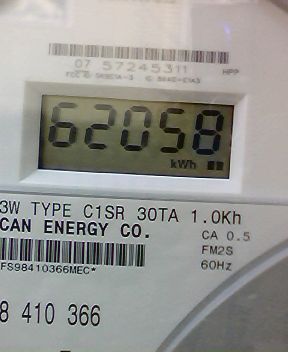 07 57245311 HPP
62058
kWh
3W TYPE C1SR 30TA 1.0Kh
CAN ENERGY CO.
CA 0.5
FM2S
60Hz
FS98410366MEC*
8 410 366